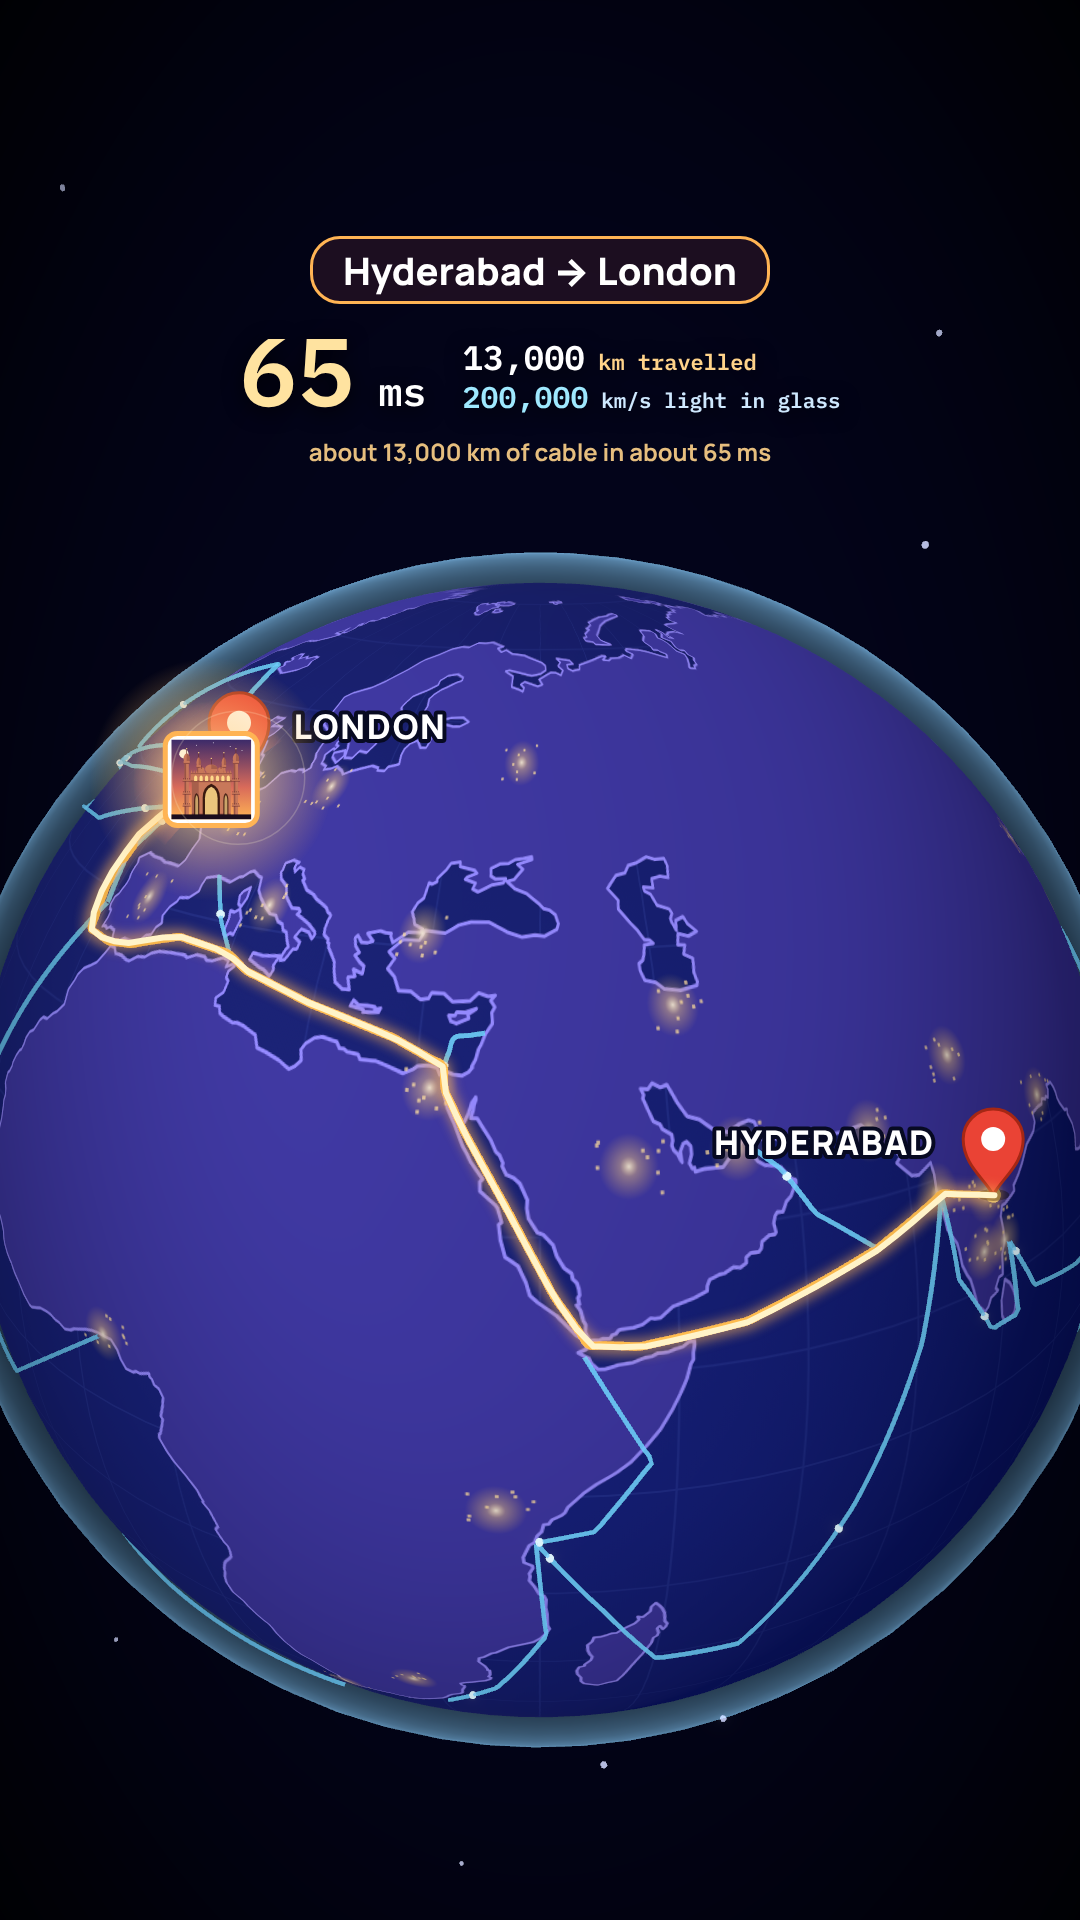 Hyderabad → London
65 ms
13,000 km travelled
200,000 km/s light in glass
about 13,000 km of cable in about 65 ms
LONDON
HYDERABAD